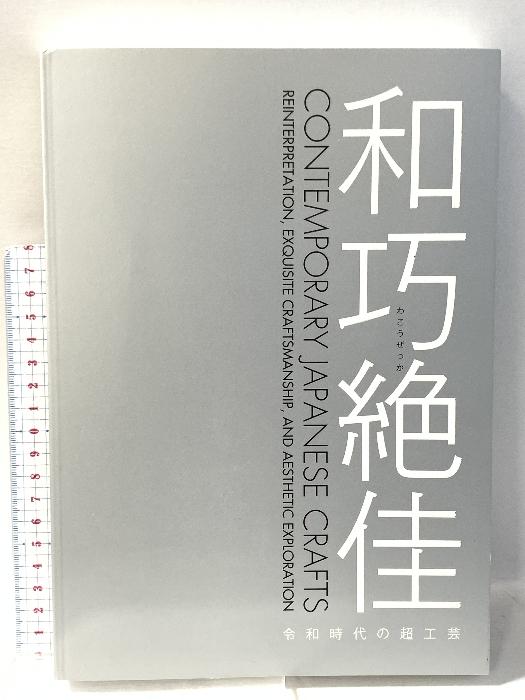 和巧絶佳
わこうぜっか
CONTEMPORARY JAPANESE CRAFTS
REINTERPRETATION, EXQUISITE CRAFTSMANSHIP, AND AESTHETIC EXPLORATION
令和時代の超工芸